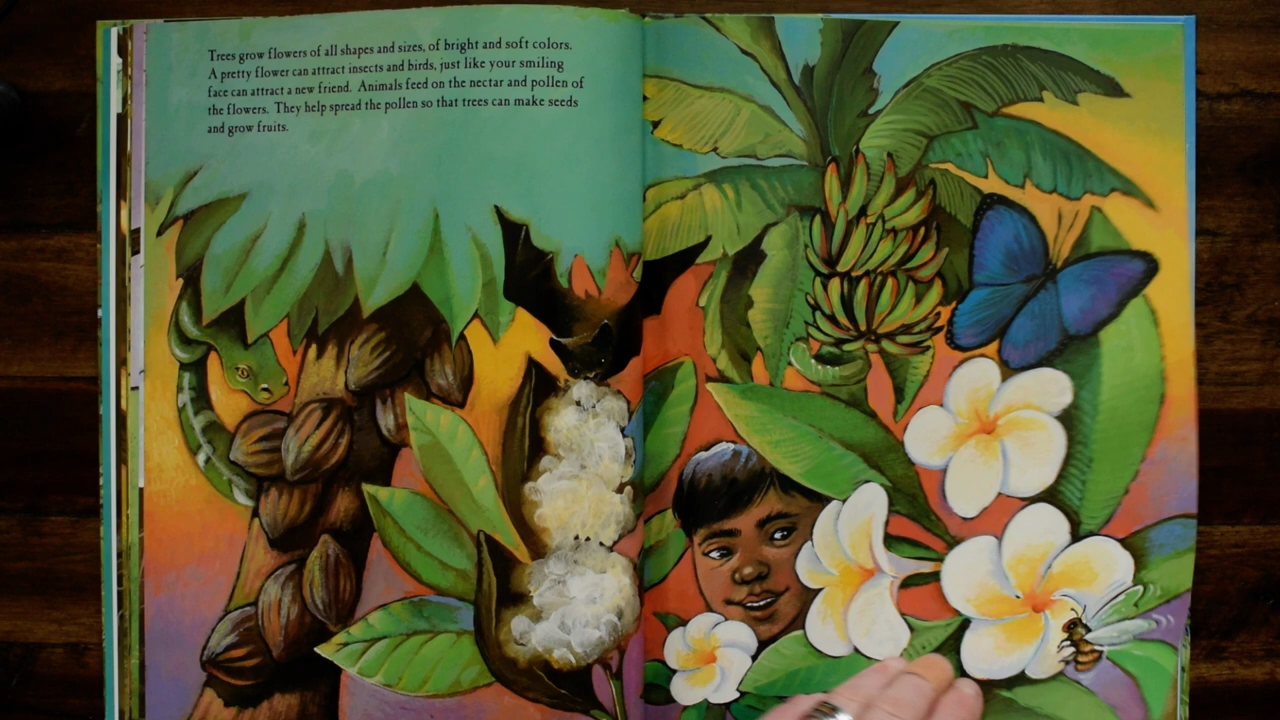 Trees grow flowers of all shapes and sizes, of bright and soft colors.
A pretty flower can attract insects and birds, just like your smiling
face can attract a new friend. Animals feed on the nectar and pollen of
the flowers. They help spread the pollen so that trees can make seeds
and grow fruits.